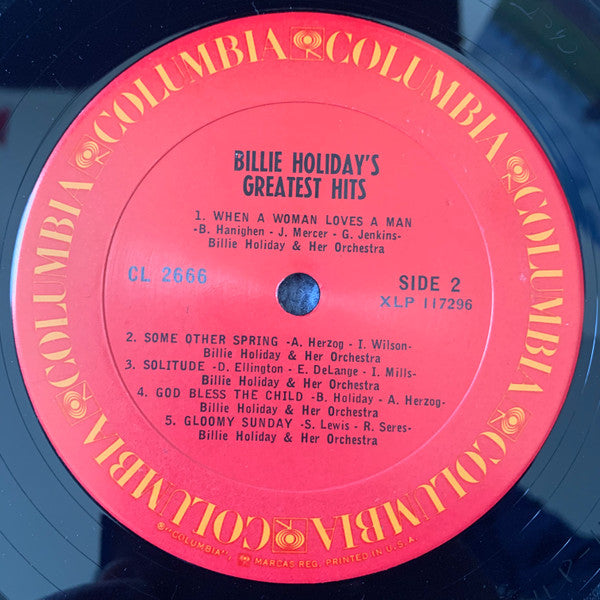 COLUMBIA COLUMBIA COLUMBIA COLUMBIA COLUMBIA COLUMBIA
BILLIE HOLIDAY'S
GREATEST HITS
1. WHEN A WOMAN LOVES A MAN
-B. Hanighen - J. Mercer - G. Jenkins-
Billie Holiday & Her Orchestra
CL 2666
SIDE 2
XLP 117296
2. SOME OTHER SPRING -A. Herzog - I. Wilson-
Billie Holiday & Her Orchestra
3. SOLITUDE -D. Ellington - E. DeLange - I. Mills-
Billie Holiday & Her Orchestra
4. GOD BLESS THE CHILD -B. Holiday - A. Herzog-
Billie Holiday & Her Orchestra
5. GLOOMY SUNDAY -S. Lewis - R. Seres-
Billie Holiday & Her Orchestra
® "COLUMBIA", MARCAS REG. PRINTED IN U.S.A.